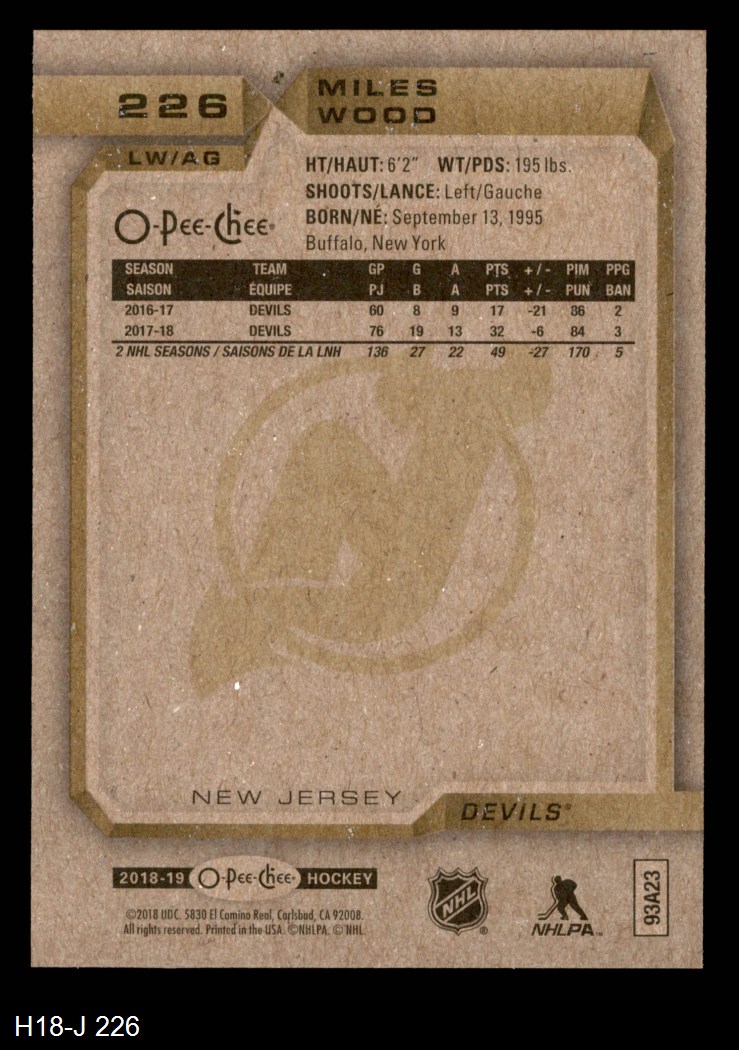 226
MILES
WOOD
LW/AG
HT/HAUT: 6'2" WT/PDS: 195 lbs.
SHOOTS/LANCE: Left/Gauche
BORN/NÉ: September 13, 1995
Buffalo, New York
O-Pee-Chee®
SEASON TEAM GP G A PTS +/- PIM PPG
SAISON ÉQUIPE PJ B A PTS +/- PUN BAN
2016-17 DEVILS 60 8 9 17 -21 86 2
2017-18 DEVILS 76 19 13 32 -6 84 3
2 NHL SEASONS / SAISONS DE LA LNH 136 27 22 49 -27 170 5
NEW JERSEY
DEVILS®
2018-19 O-Pee-Chee® HOCKEY
©2018 UDC. 5830 El Camino Real, Carlsbad, CA 92008.
All rights reserved. Printed in the USA. ©NHLPA. © NHL.
NHL®
NHLPA™
93A23
H18-J 226